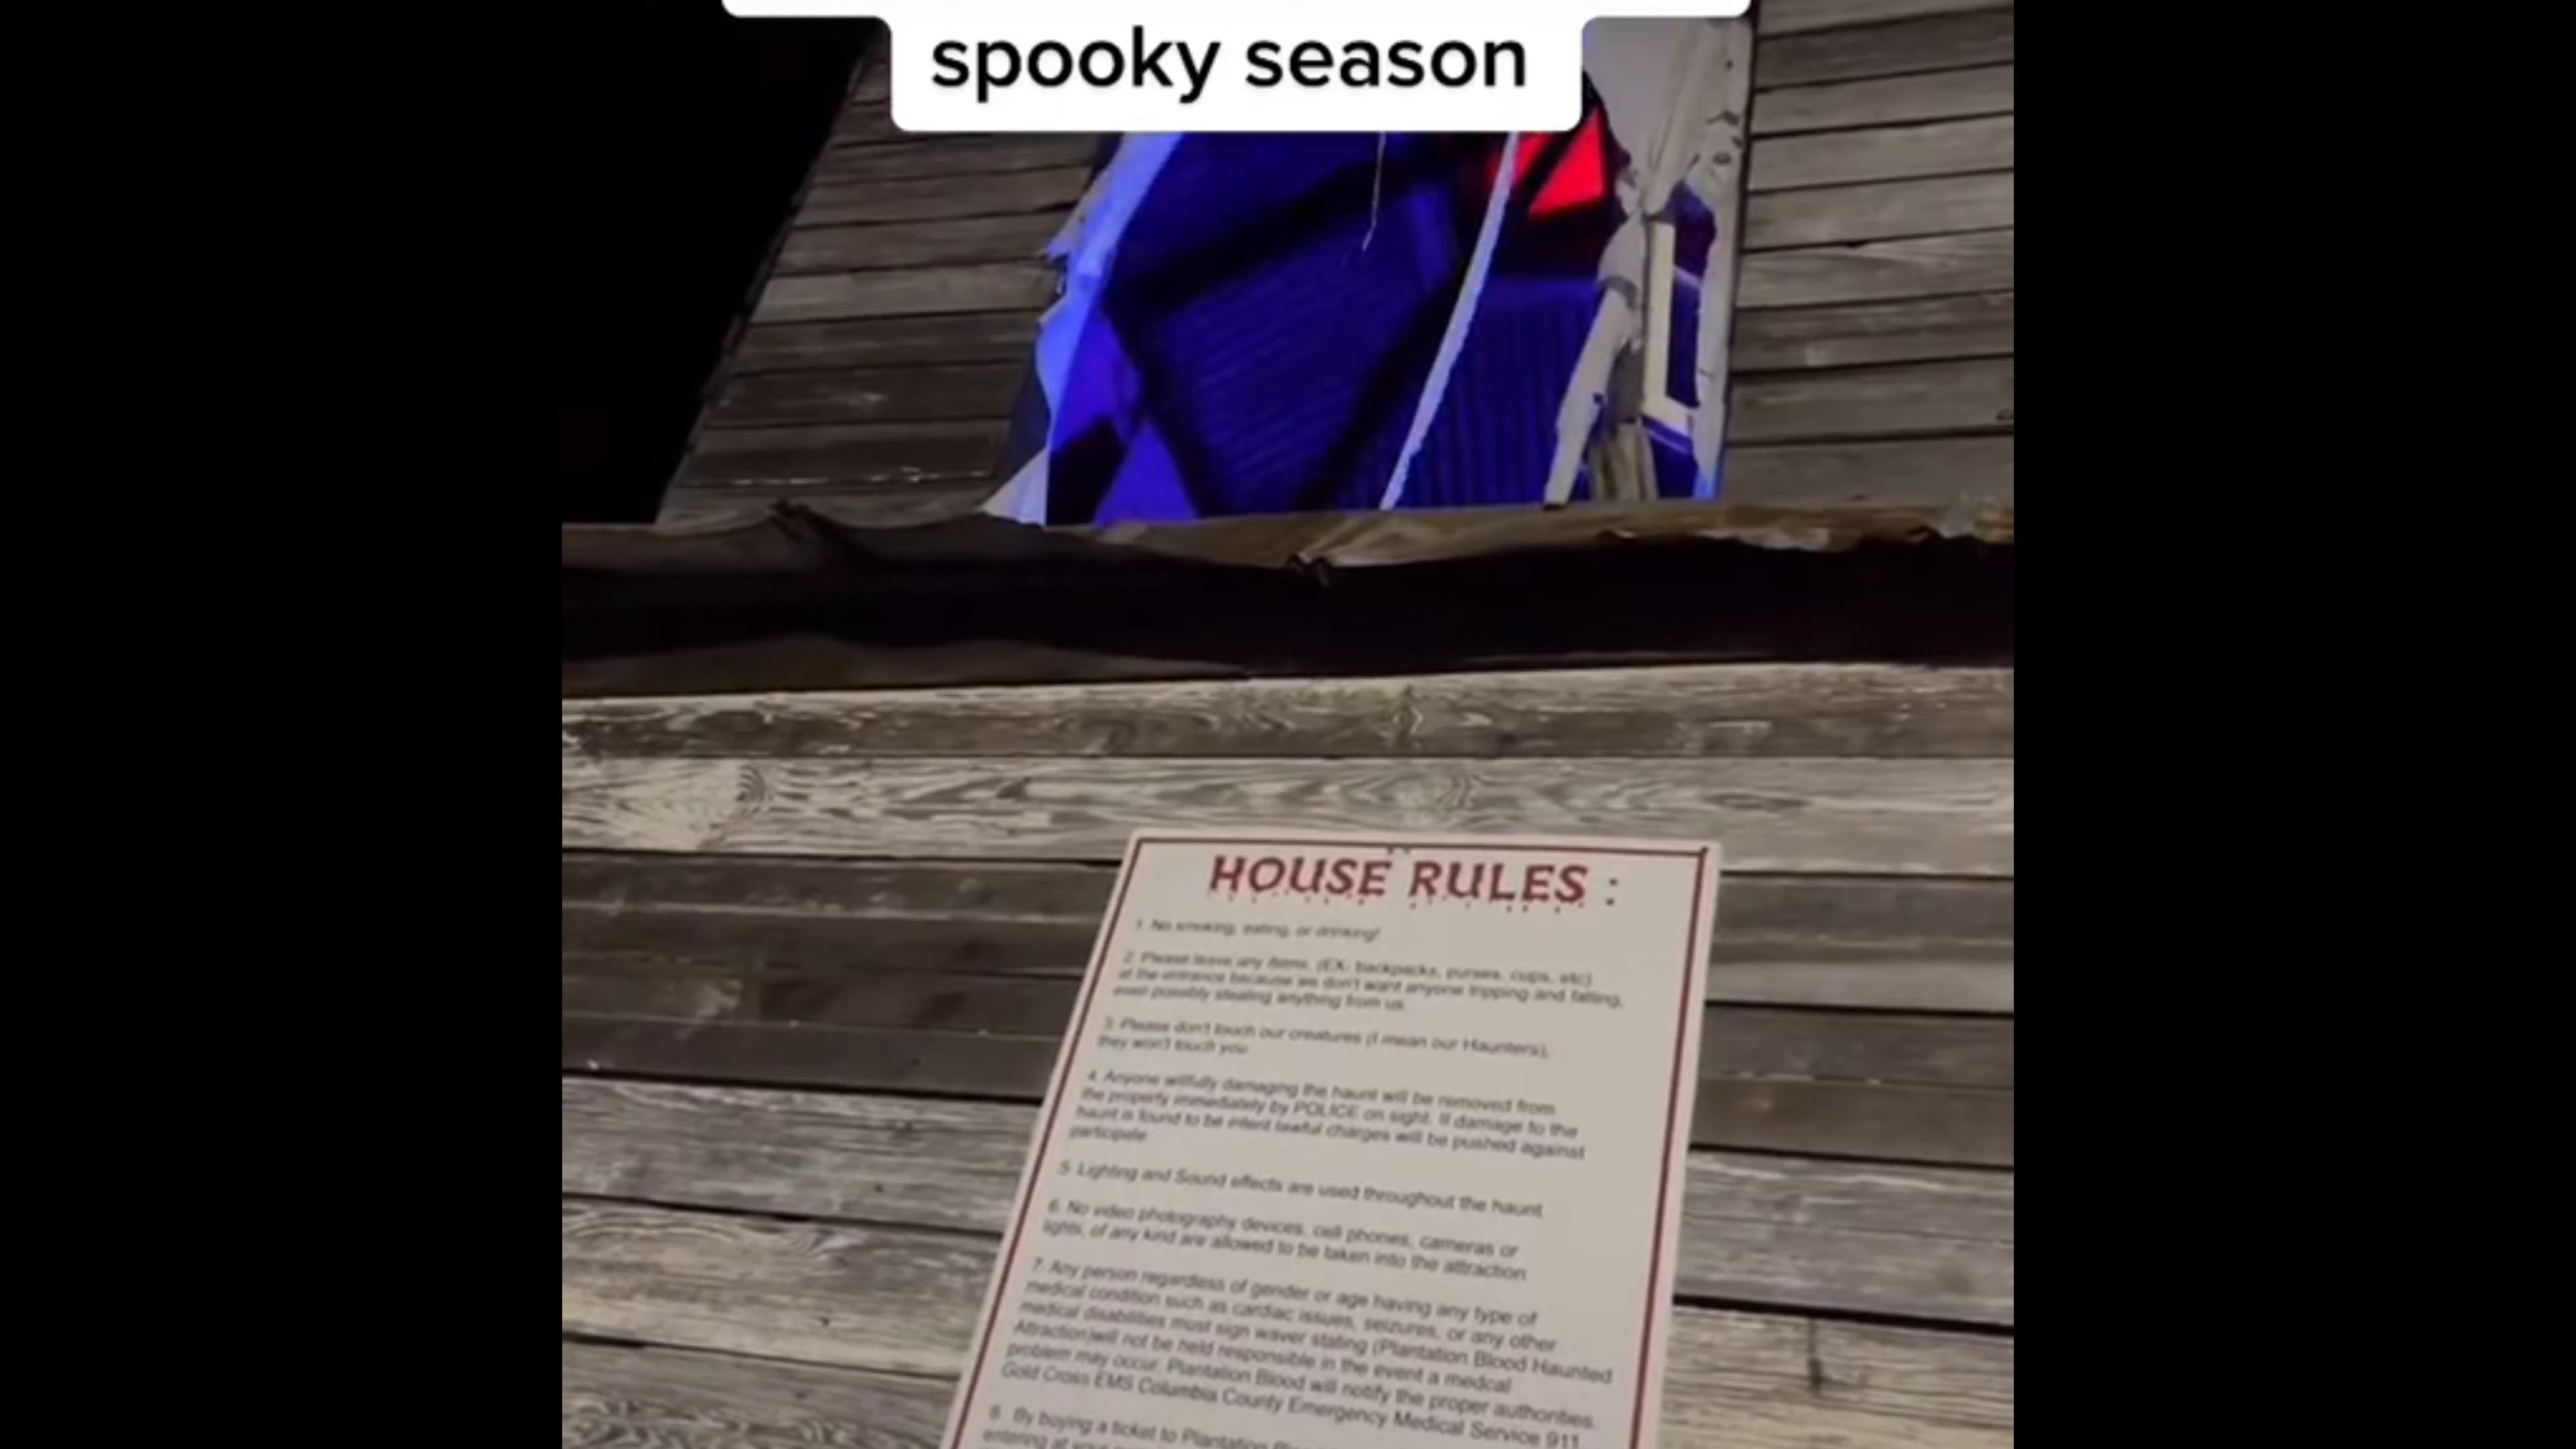 spooky season
HOUSE RULES :
1. No smoking, eating, or drinking!
2. Please leave any items, (EX- backpacks, purses, cups, etc)
at the entrance because we don't want anyone tripping and falling,
even possibly stealing anything from us
3. Please don't touch our creatures (I mean our Haunters),
they won't touch you
4. Anyone willfully damaging the haunt will be removed from
the property immediately by POLICE on sight. If damage to the
haunt is found to be intent lawful charges will be pushed against
participate
5. Lighting and Sound effects are used throughout the haunt
6. No video photography devices, cell phones, cameras or
lights, of any kind are allowed to be taken into the attraction
7. Any person regardless of gender or age having any type of
medical condition such as cardiac issues, seizures, or any other
medical disabilities must sign waver stating (Plantation Blood Haunted
Attraction)will not be held responsible in the event a medcal
problem may occur. Plantation Blood will notify the proper authorities.
Gold Cross EMS Columbia County Emergency Medical Service 911
8. By buying a ticket to Plantation
entering at your